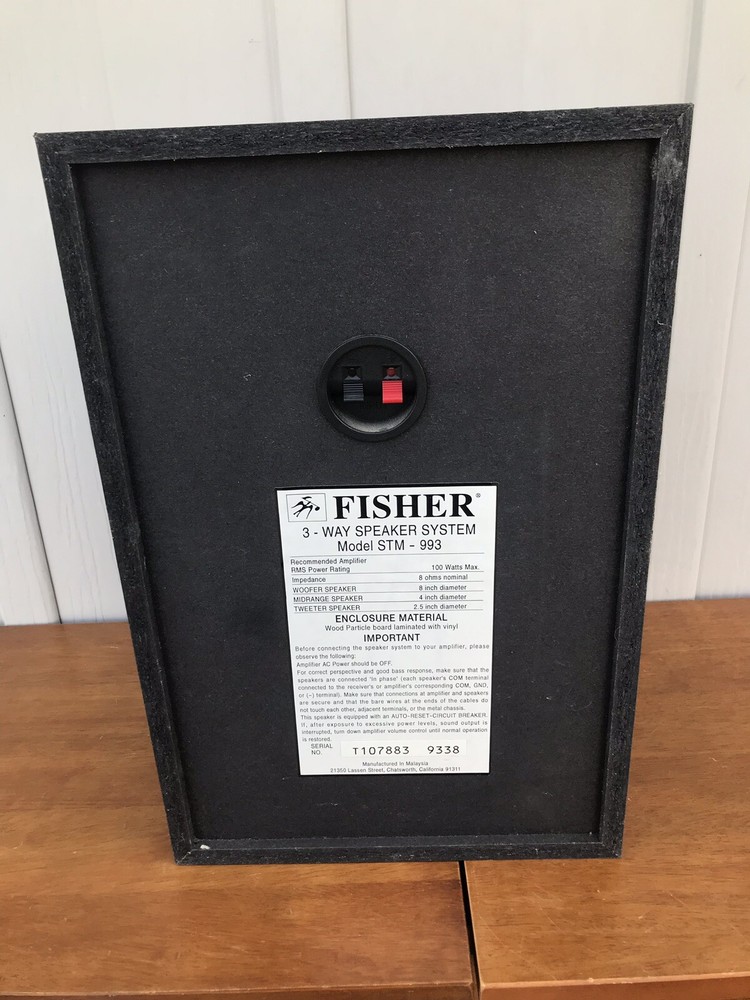 FISHER®
3 - WAY SPEAKER SYSTEM
Model STM - 993
Recommended Amplifier
RMS Power Rating 100 Watts Max.
Impedance 8 ohms nominal
WOOFER SPEAKER 8 inch diameter
MIDRANGE SPEAKER 4 inch diameter
TWEETER SPEAKER 2.5 inch diameter
ENCLOSURE MATERIAL
Wood Particle board laminated with vinyl
IMPORTANT
Before connecting the speaker system to your amplifier, please
observe the following:
Amplifier AC Power should be OFF.
For correct perspective and good bass response, make sure that the
speakers are connected "in phase" (each speaker's COM terminal
connected to the receiver's or amplifier's corresponding COM, GND,
or (-) terminal). Make sure that connections at amplifier and speakers
are secure and that the bare wires at the ends of the cables do
not touch each other, adjacent terminals, or the metal chassis.
This speaker is equipped with an AUTO-RESET-CIRCUIT BREAKER.
If, after exposure to excessive power levels, sound output is
interrupted, turn down amplifier volume control until normal operation
is restored.
SERIAL
NO. T107883 9338
Manufactured In Malaysia
21350 Lassen Street, Chatsworth, California 91311